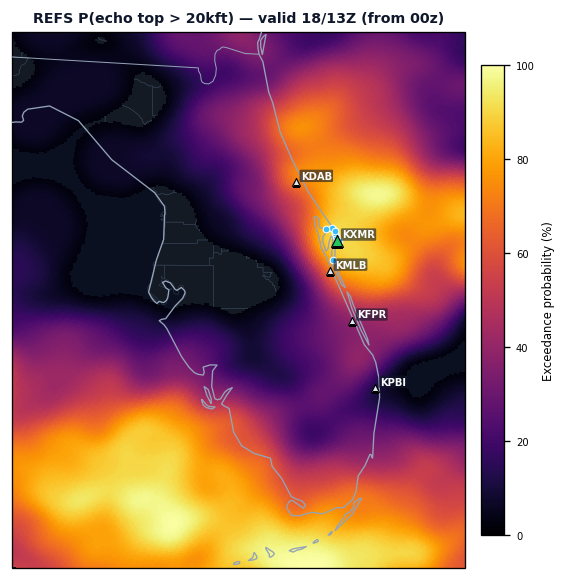 REFS P(echo top > 20kft) — valid 18/13Z (from 00z)
KDAB
KXMR
KMLB
KFPR
KPBI
100
80
60
40
20
0
Exceedance probability (%)